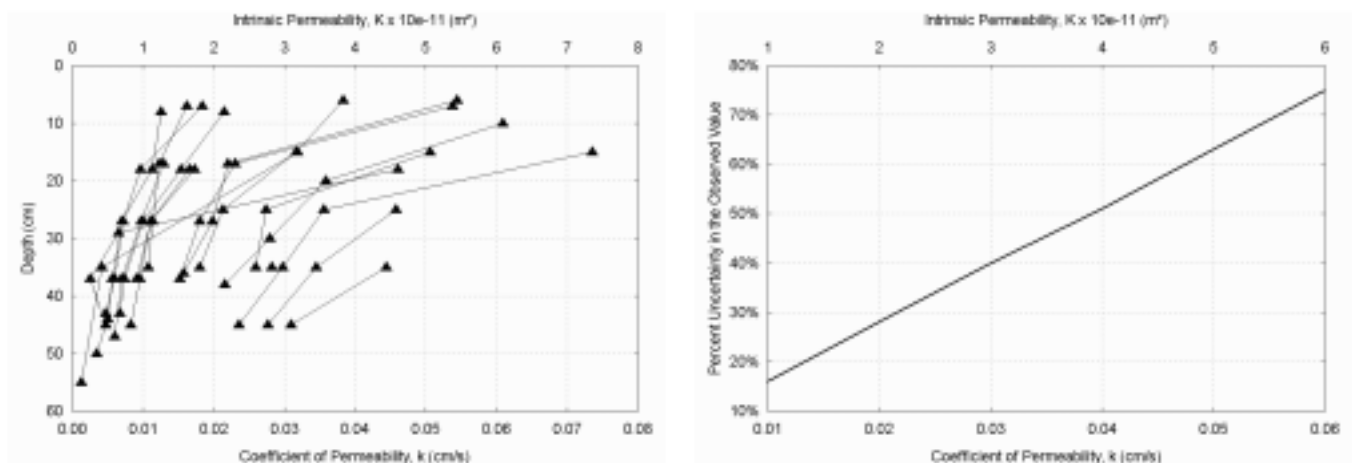 Intrinsic Permeability, K x 10e-11 (m²)
0 1 2 3 4 5 6 7 8
0
10
20
30
40
50
60
Depth (cm)
0.00 0.01 0.02 0.03 0.04 0.05 0.06 0.07 0.08
Coefficient of Permeability, k (cm/s)
Intrinsic Permeability, K x 10e-11 (m²)
1 2 3 4 5 6
80%
70%
60%
50%
40%
30%
20%
10%
Percent Uncertainty in the Observed Value
0.01 0.02 0.03 0.04 0.05 0.06
Coefficient of Permeability, k (cm/s)